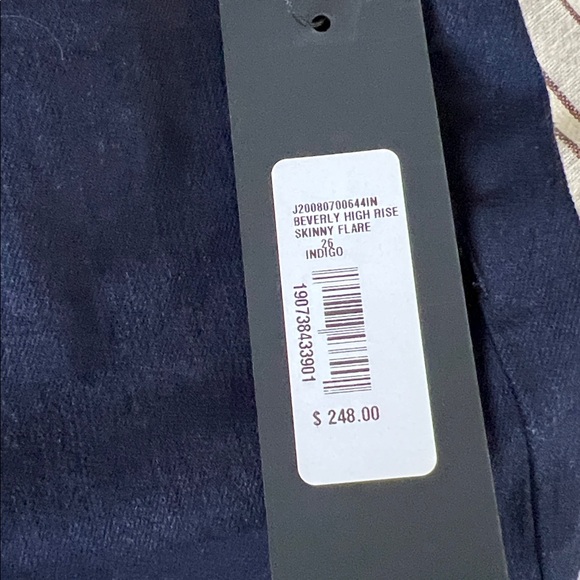 J20080700644IN
BEVERLY HIGH RISE
SKINNY FLARE
26
INDIGO
190738433901
$ 248.00